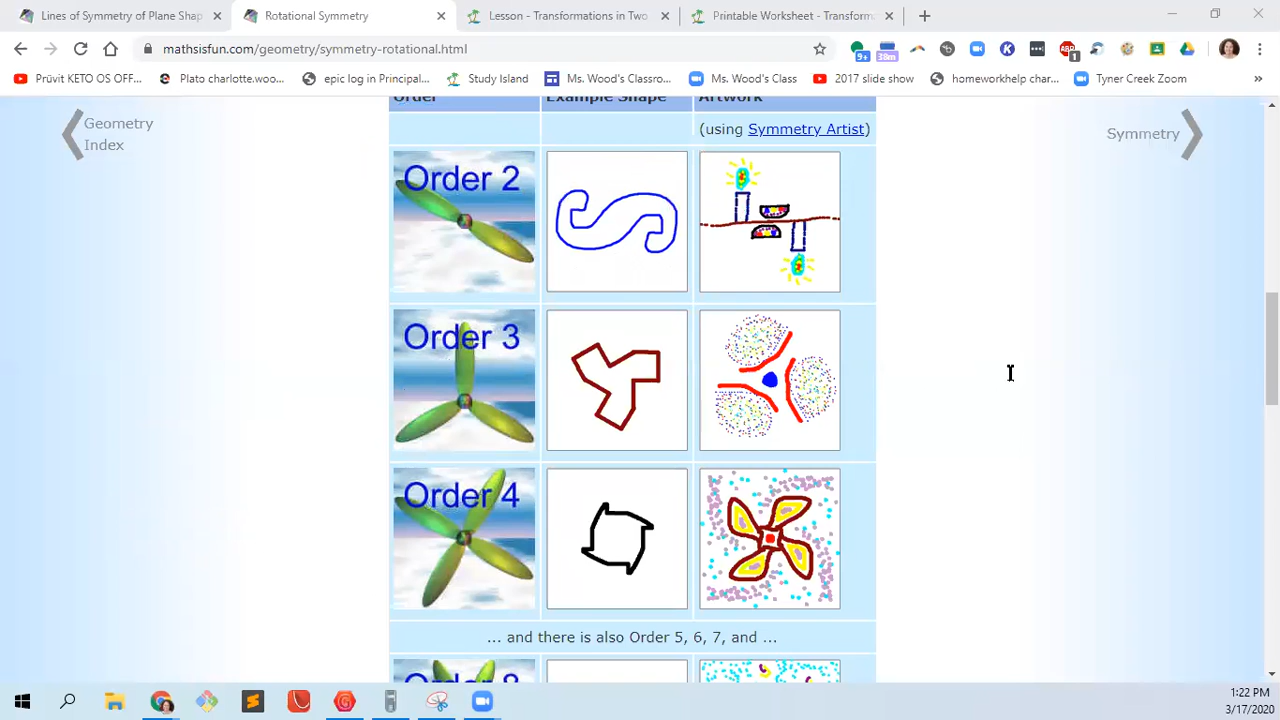 Lines of Symmetry of Plane Shap
Rotational Symmetry
Lesson - Transformations in Two
Printable Worksheet - Transform
mathsisfun.com/geometry/symmetry-rotational.html
9+
38m
ABP
1
Prüvit KETO OS OFF...
Plato charlotte.woo...
epic log in Principal...
Study Island
Ms. Wood's Classro...
Ms. Wood's Class
2017 slide show
homeworkhelp char...
Tyner Creek Zoom
»
Geometry
Index
Symmetry
Order
Example Shape
Artwork
(using Symmetry Artist)
Order 2
Order 3
Order 4
... and there is also Order 5, 6, 7, and ...
1:22 PM
3/17/2020